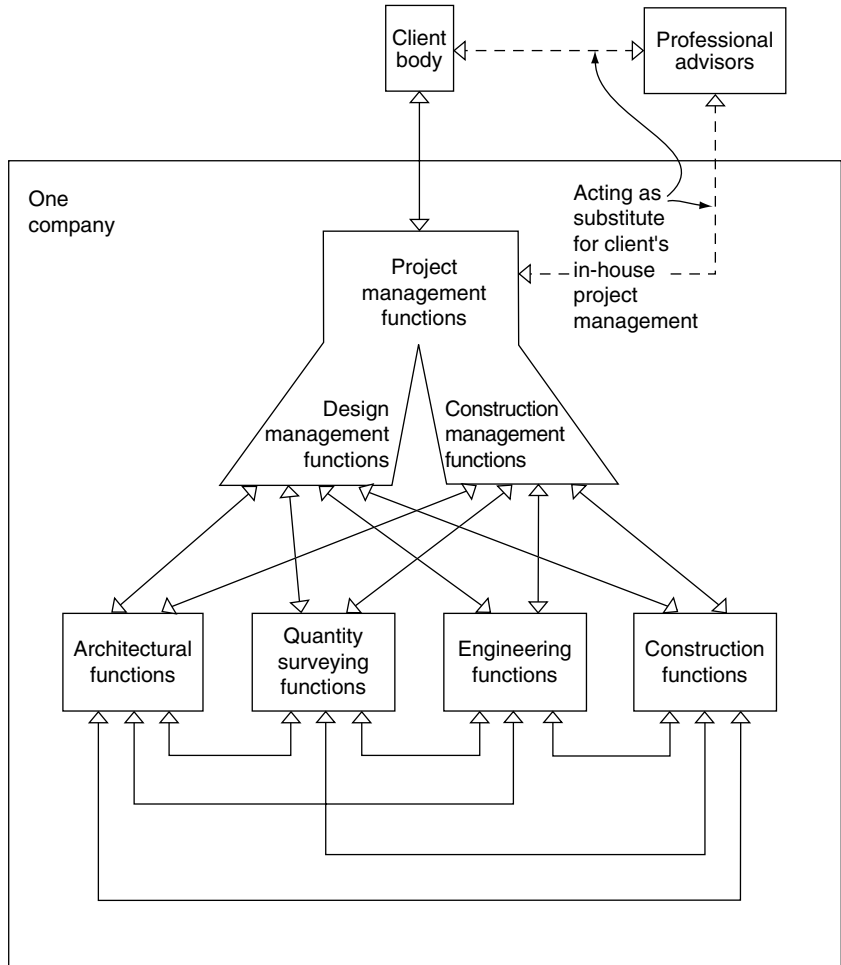 Client
body
Professional
advisors
One
company
Acting as
substitute
for client's
in-house
project
management
Project
management
functions
Design
management
functions
Construction
management
functions
Architectural
functions
Quantity
surveying
functions
Engineering
functions
Construction
functions